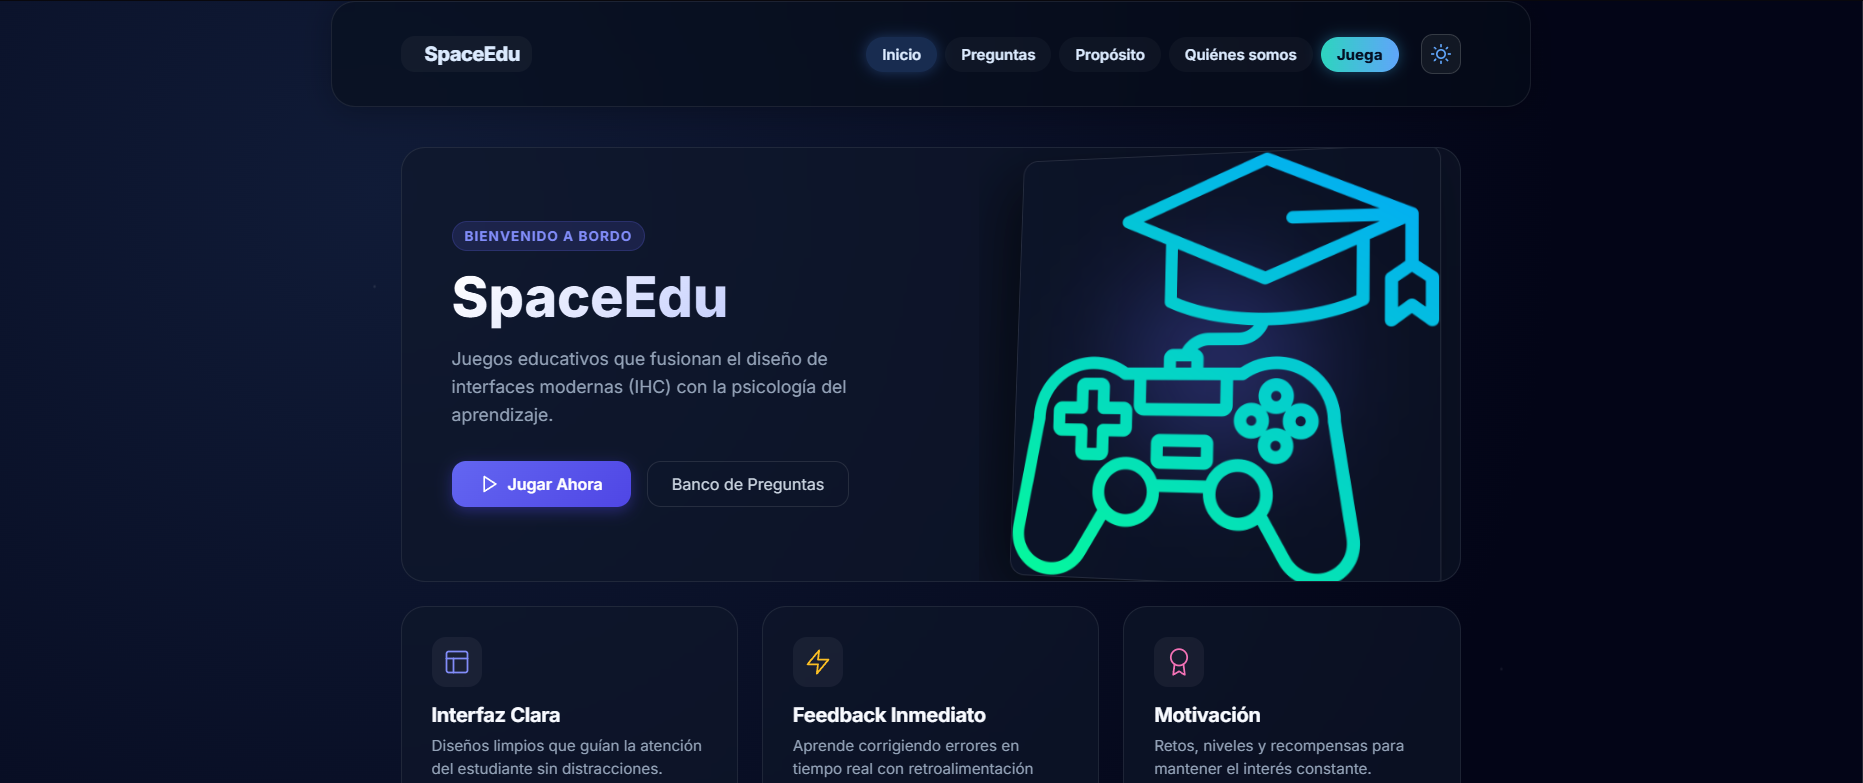 SpaceEdu
Inicio
Preguntas
Propósito
Quiénes somos
Juega
BIENVENIDO A BORDO
SpaceEdu
Juegos educativos que fusionan el diseño de
interfaces modernas (IHC) con la psicología del
aprendizaje.
Jugar Ahora
Banco de Preguntas
Interfaz Clara
Diseños limpios que guían la atención
del estudiante sin distracciones.
Feedback Inmediato
Aprende corrigiendo errores en
tiempo real con retroalimentación
Motivación
Retos, niveles y recompensas para
mantener el interés constante.